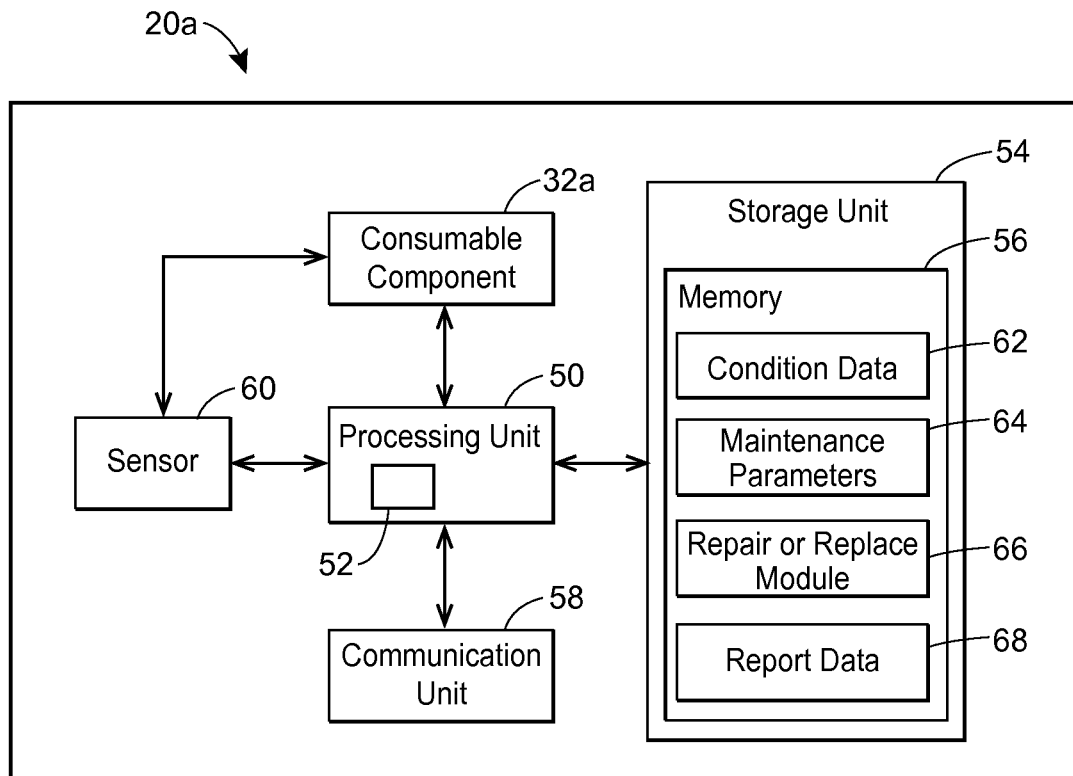 20a
54
Storage Unit
56
Memory
62
Condition Data
64
Maintenance
Parameters
66
Repair or Replace
Module
68
Report Data
32a
Consumable
Component
50
Processing Unit
52
60
Sensor
58
Communication
Unit